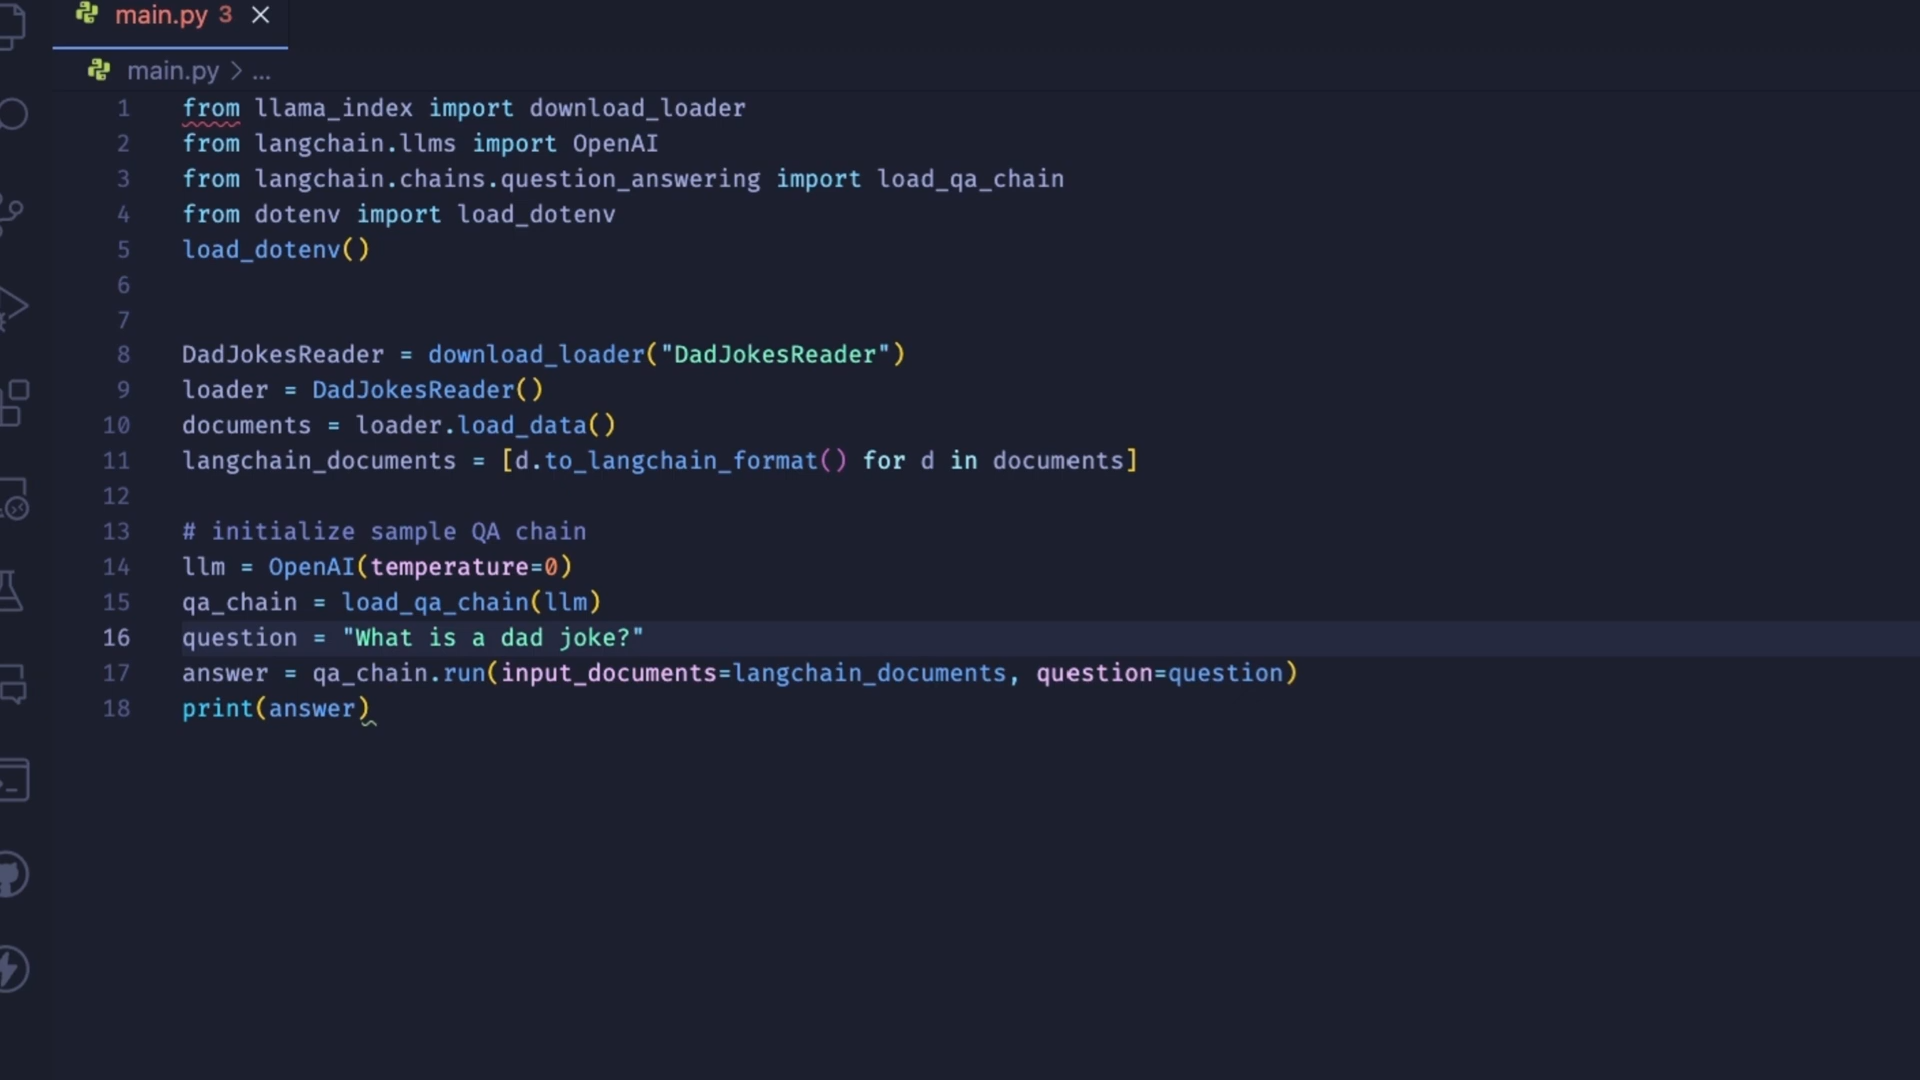 main.py 3
main.py > ...
1 from llama_index import download_loader
2 from langchain.llms import OpenAI
3 from langchain.chains.question_answering import load_qa_chain
4 from dotenv import load_dotenv
5 load_dotenv()
6
7
8 DadJokesReader = download_loader("DadJokesReader")
9 loader = DadJokesReader()
10 documents = loader.load_data()
11 langchain_documents = [d.to_langchain_format() for d in documents]
12
13 # initialize sample QA chain
14 llm = OpenAI(temperature=0)
15 qa_chain = load_qa_chain(llm)
16 question = "What is a dad joke?"
17 answer = qa_chain.run(input_documents=langchain_documents, question=question)
18 print(answer)